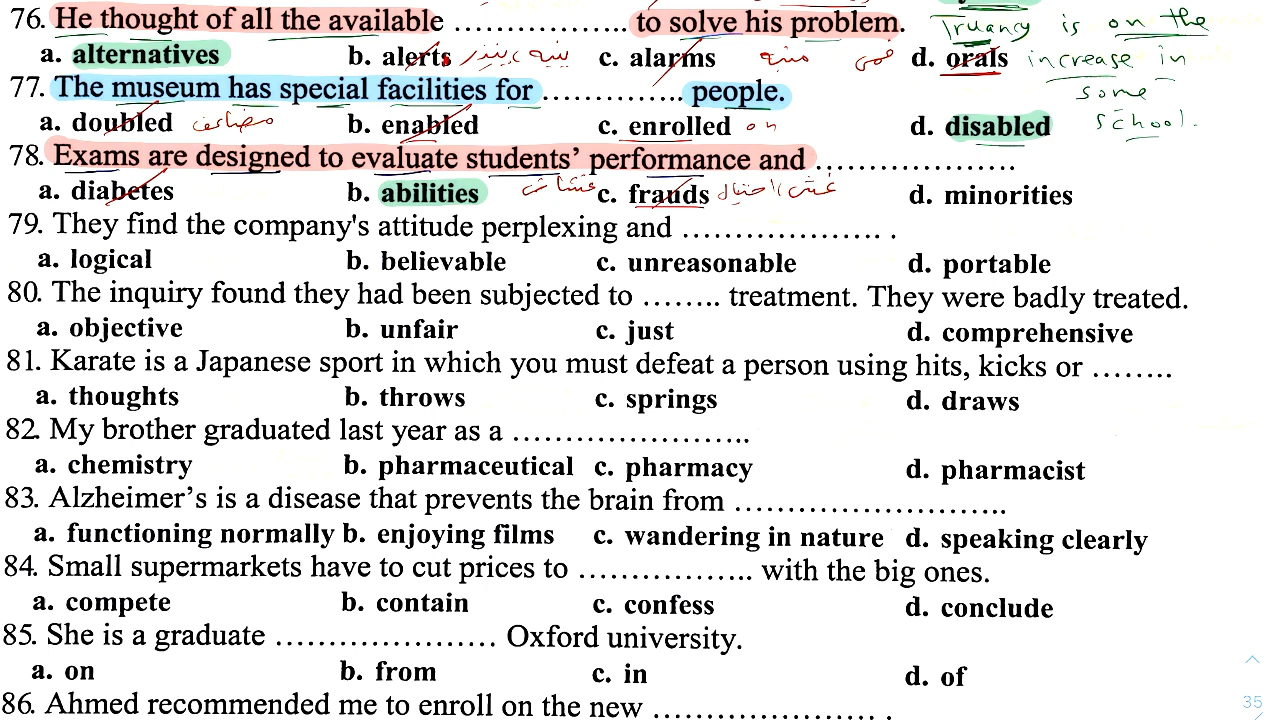 76. He thought of all the available ................. to solve his problem.
Truancy is on the
a. alternatives b. alerts c. alarms d. orals
increase in
77. The museum has special facilities for .............. people.
some
a. doubled b. enabled c. enrolled on d. disabled
school.
78. Exams are designed to evaluate students' performance and ....................
a. diabetes b. abilities c. frauds غش / احتيال d. minorities
79. They find the company's attitude perplexing and ................... .
a. logical b. believable c. unreasonable d. portable
80. The inquiry found they had been subjected to ........ treatment. They were badly treated.
a. objective b. unfair c. just d. comprehensive
81. Karate is a Japanese sport in which you must defeat a person using hits, kicks or ........
a. thoughts b. throws c. springs d. draws
82. My brother graduated last year as a ........................
a. chemistry b. pharmaceutical c. pharmacy d. pharmacist
83. Alzheimer's is a disease that prevents the brain from ...........................
a. functioning normally b. enjoying films c. wandering in nature d. speaking clearly
84. Small supermarkets have to cut prices to ................. with the big ones.
a. compete b. contain c. confess d. conclude
85. She is a graduate ...................... Oxford university.
a. on b. from c. in d. of
35
86. Ahmed recommended me to enroll on the new ...................... .